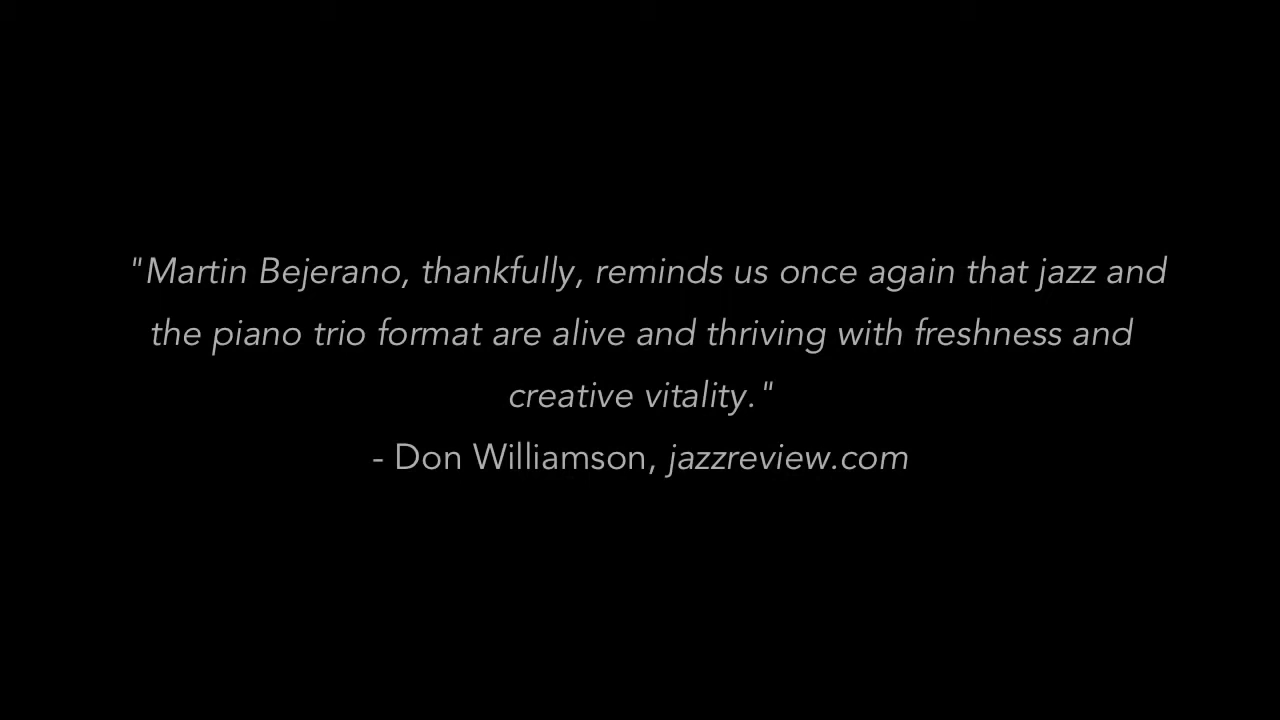 "Martin Bejerano, thankfully, reminds us once again that jazz and
the piano trio format are alive and thriving with freshness and
creative vitality."
- Don Williamson, jazzreview.com